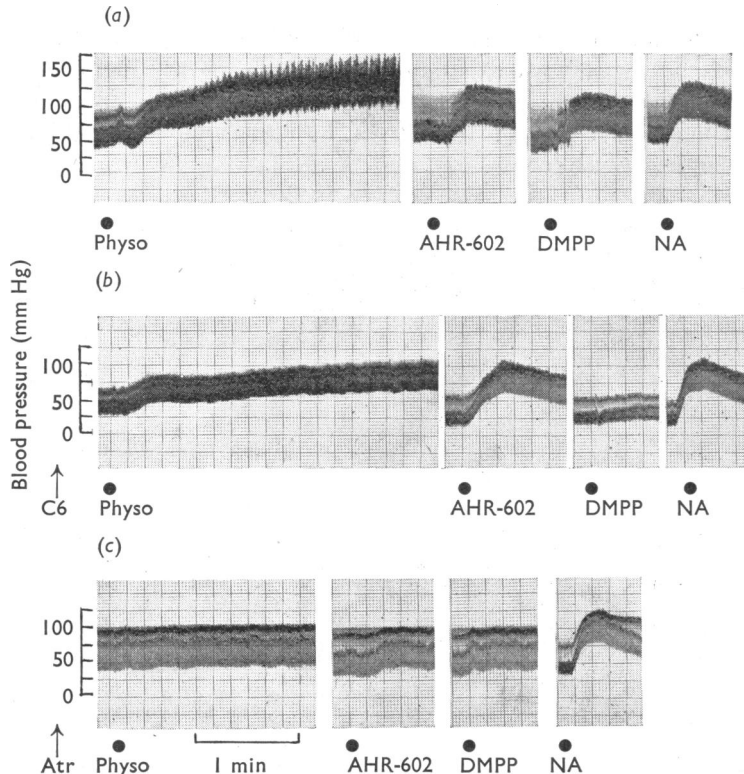 (a)
150
100
50
0
Physo AHR-602 DMPP NA
(b)
Blood pressure (mm Hg)
100
50
0
C6 Physo AHR-602 DMPP NA
(c)
100
50
0
Atr Physo 1 min AHR-602 DMPP NA